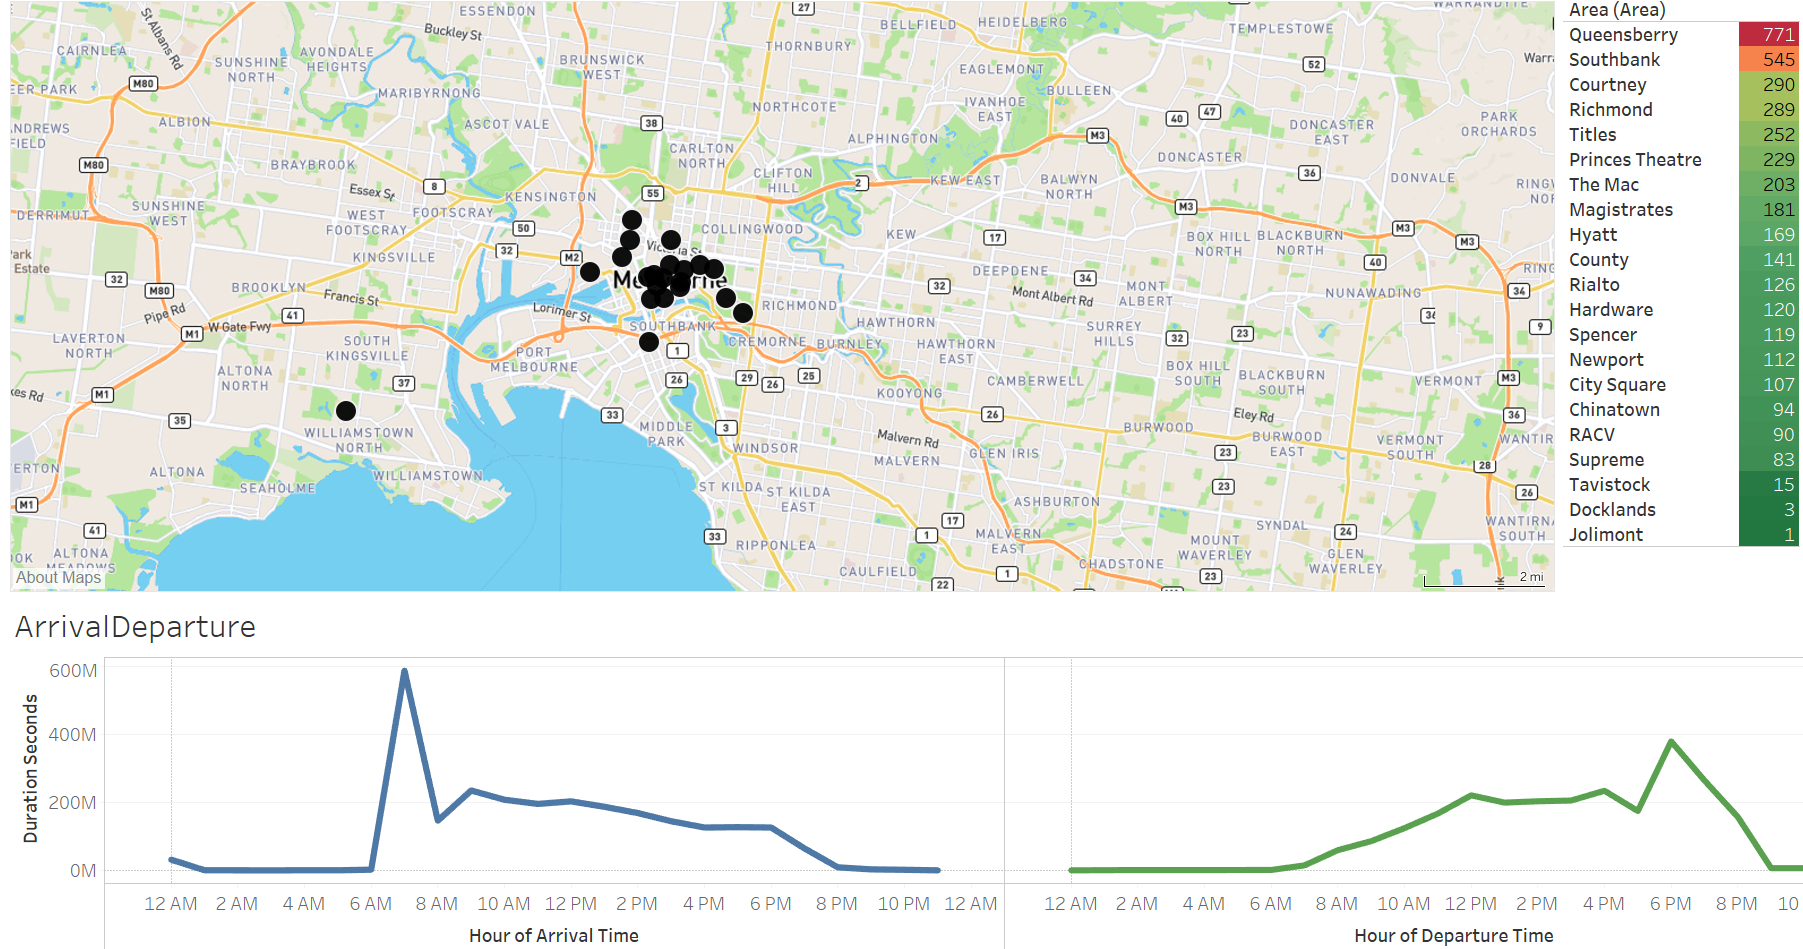 ESSENDON
27
BELLFIELD
HEIDELBERG
WARRANDYTE
St Albans Rd
Buckley St
TEMPLESTOWE
CAIRNLEA
AVONDALE
HEIGHTS
THORNBURY
SUNSHINE
NORTH
BRUNSWICK
WEST
EAGLEMONT
52
M80
MARIBYRNONG
BULLEEN
NORTHCOTE
IVANHOE
EAST
40
47
PARK
ORCHARDS
ALBION
ASCOT VALE
38
ALPHINGTON
M3
DONCASTER
EAST
CARLTON
NORTH
DONCASTER
M80
BRAYBROOK
CLIFTON
HILL
2
KEW EAST
BALWYN
NORTH
36
DONVALE
Essex St
8
55
KENSINGTON
SUNSHINE
WEST
DERRIMUT
WEST
FOOTSCRAY
FOOTSCRAY
M3
50
COLLINGWOOD
KEW
17
BOX HILL
NORTH
BLACKBURN
NORTH
M3
M3
32
M2
Victoria St
KINGSVILLE
DEEPDENE
34
40
32
M80
BROOKLYN
Francis St
32
Mont Albert Rd
MONT
ALBERT
NUNAWADING
34
Pipe Rd
41
Lorimer St
RICHMOND
W Gate Fwy
M1
SOUTHBANK
HAWTHORN
SURREY
HILLS
23
9
LAVERTON
NORTH
SOUTH
KINGSVILLE
PORT
MELBOURNE
1
CREMORNE
BURNLEY
HAWTHORN
EAST
32
ALTONA
NORTH
37
26
29
26
25
CAMBERWELL
BOX HILL
SOUTH
BLACKBURN
SOUTH
VERMONT
M3
M1
KOOYONG
35
33
26
Eley Rd
36
WILLIAMSTOWN
NORTH
MIDDLE
PARK
3
WINDSOR
Malvern Rd
BURWOOD
BURWOOD
EAST
VERMONT
SOUTH
MALVERN
GLEN IRIS
23
28
ALTONA
SEAHOLME
WILLIAMSTOWN
ST KILDA
ST KILDA
EAST
23
26
M1
ASHBURTON
41
33
17
1
SYNDAL
24
WANTIRNA
SOUTH
RIPPONLEA
MALVERN
EAST
MOUNT
WAVERLEY
GLEN
WAVERLEY
ALTONA
MEADOWS
CAULFIELD
22
1
CHADSTONE
23
About Maps
2 mi
Area (Area)
Queensberry 771
Southbank 545
Courtney 290
Richmond 289
Titles 252
Princes Theatre 229
The Mac 203
Magistrates 181
Hyatt 169
County 141
Rialto 126
Hardware 120
Spencer 119
Newport 112
City Square 107
Chinatown 94
RACV 90
Supreme 83
Tavistock 15
Docklands 3
Jolimont 1
ArrivalDeparture
Duration Seconds
600M
400M
200M
0M
12 AM 2 AM 4 AM 6 AM 8 AM 10 AM 12 PM 2 PM 4 PM 6 PM 8 PM 10 PM 12 AM
Hour of Arrival Time
12 AM 2 AM 4 AM 6 AM 8 AM 10 AM 12 PM 2 PM 4 PM 6 PM 8 PM 10
Hour of Departure Time